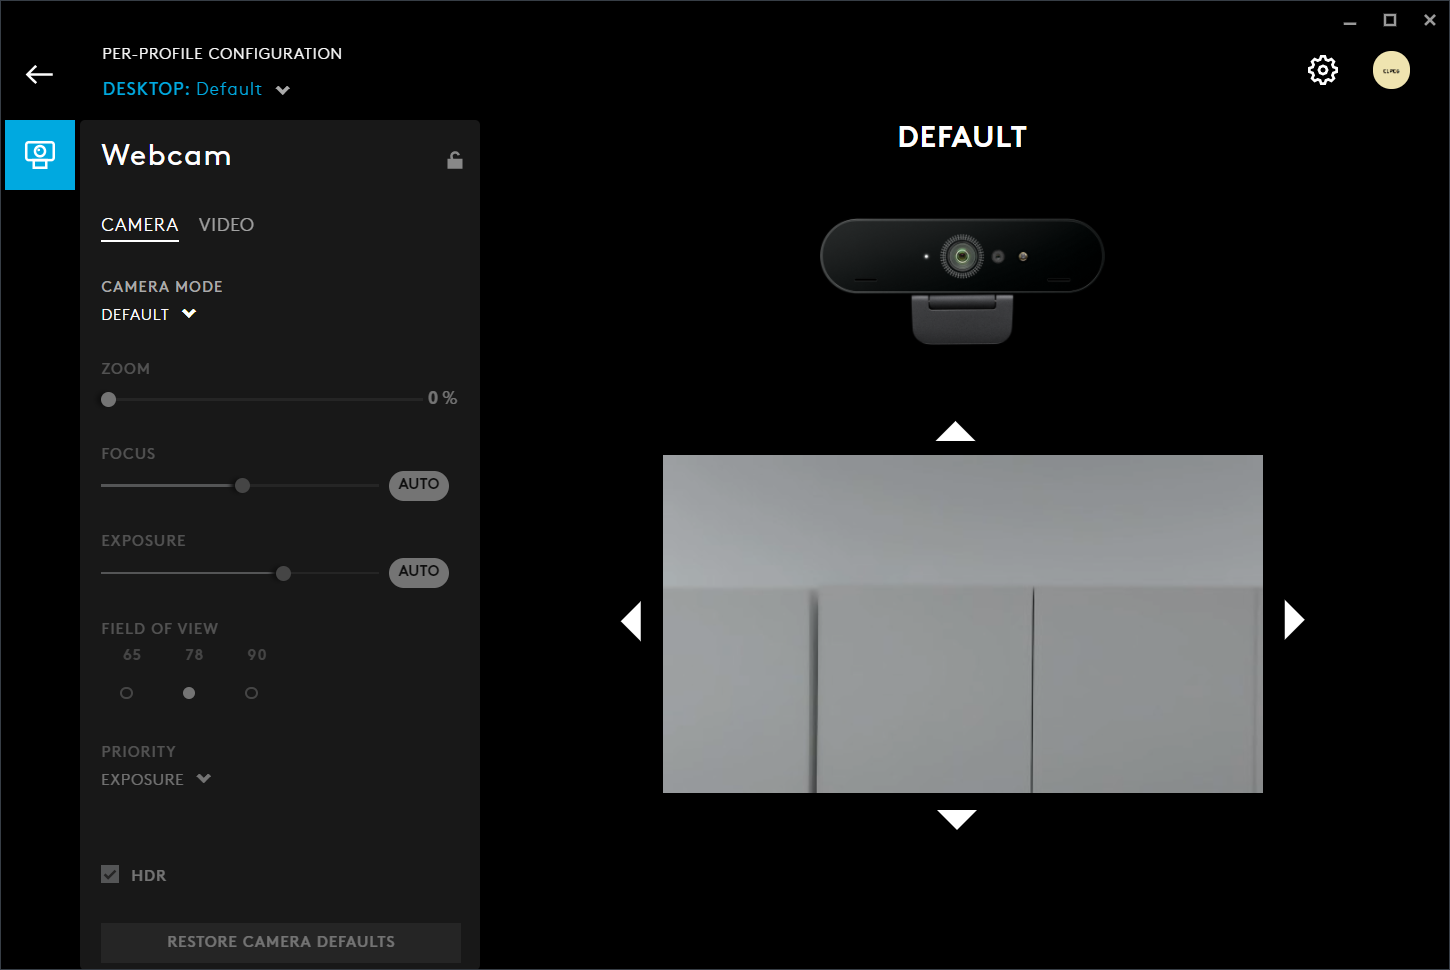 PER-PROFILE CONFIGURATION
DESKTOP: Default
Webcam
CAMERA VIDEO
CAMERA MODE
DEFAULT
ZOOM
0 %
FOCUS
AUTO
EXPOSURE
AUTO
FIELD OF VIEW
65 78 90
PRIORITY
EXPOSURE
HDR
RESTORE CAMERA DEFAULTS
DEFAULT